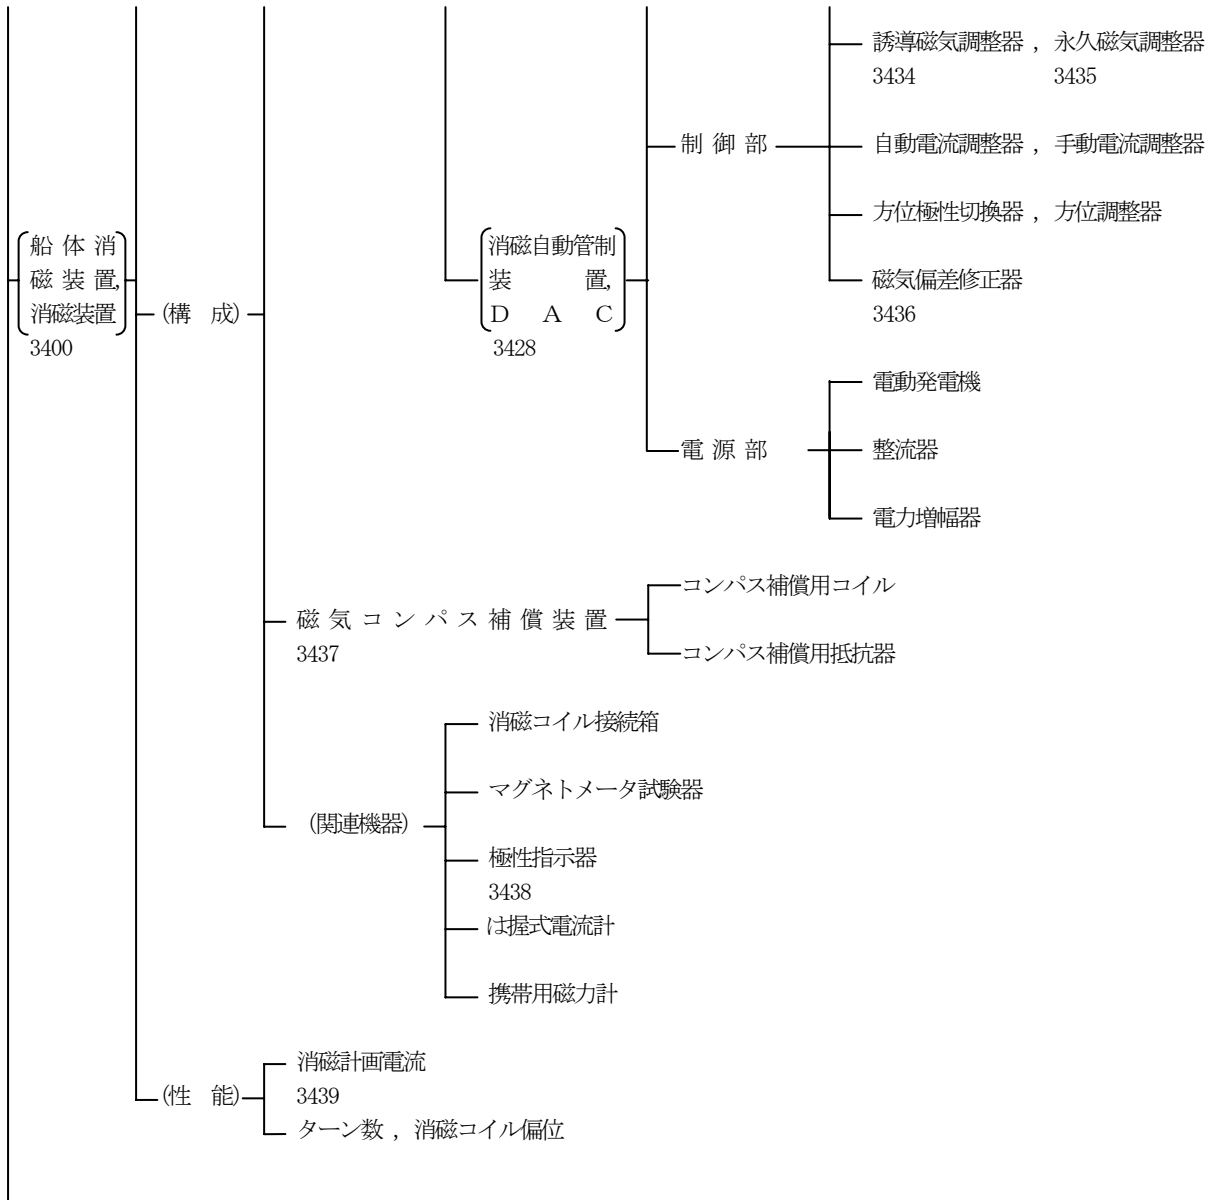 誘導磁気調整器 , 永久磁気調整器
3434 3435
制 御 部
自動電流調整器 , 手動電流調整器
方位極性切換器 , 方位調整器
船 体 消
磁 装 置,
消磁装置
3400
(構 成)
消磁自動管制
装 置,
D A C
3428
磁気偏差修正器
3436
電動発電機
電 源 部
整流器
電力増幅器
磁 気 コ ン パ ス 補 償 装 置
3437
コンパス補償用コイル
コンパス補償用抵抗器
(関連機器)
消磁コイル接続箱
マグネトメータ試験器
極性指示器
3438
は握式電流計
携帯用磁力計
(性 能)
消磁計画電流
3439
ターン数 , 消磁コイル偏位